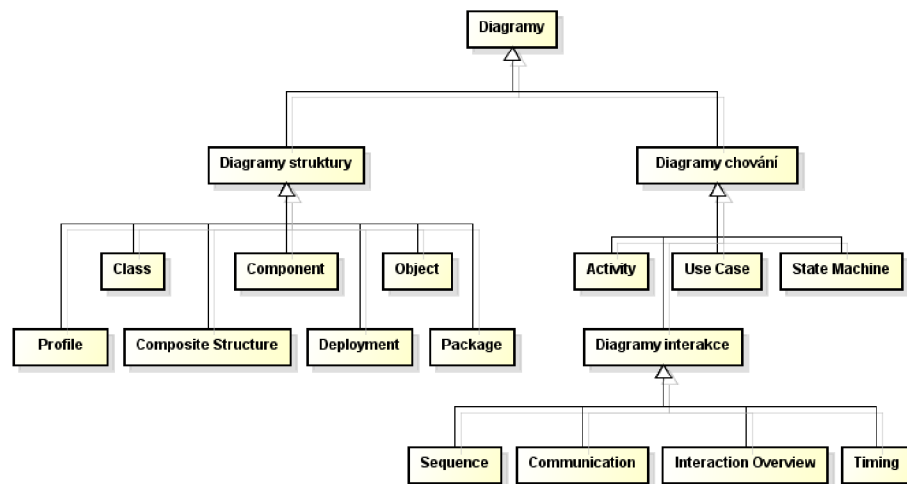 Diagramy
Diagramy struktury
Diagramy chování
Class
Component
Object
Activity
Use Case
State Machine
Profile
Composite Structure
Deployment
Package
Diagramy interakce
Sequence
Communication
Interaction Overview
Timing